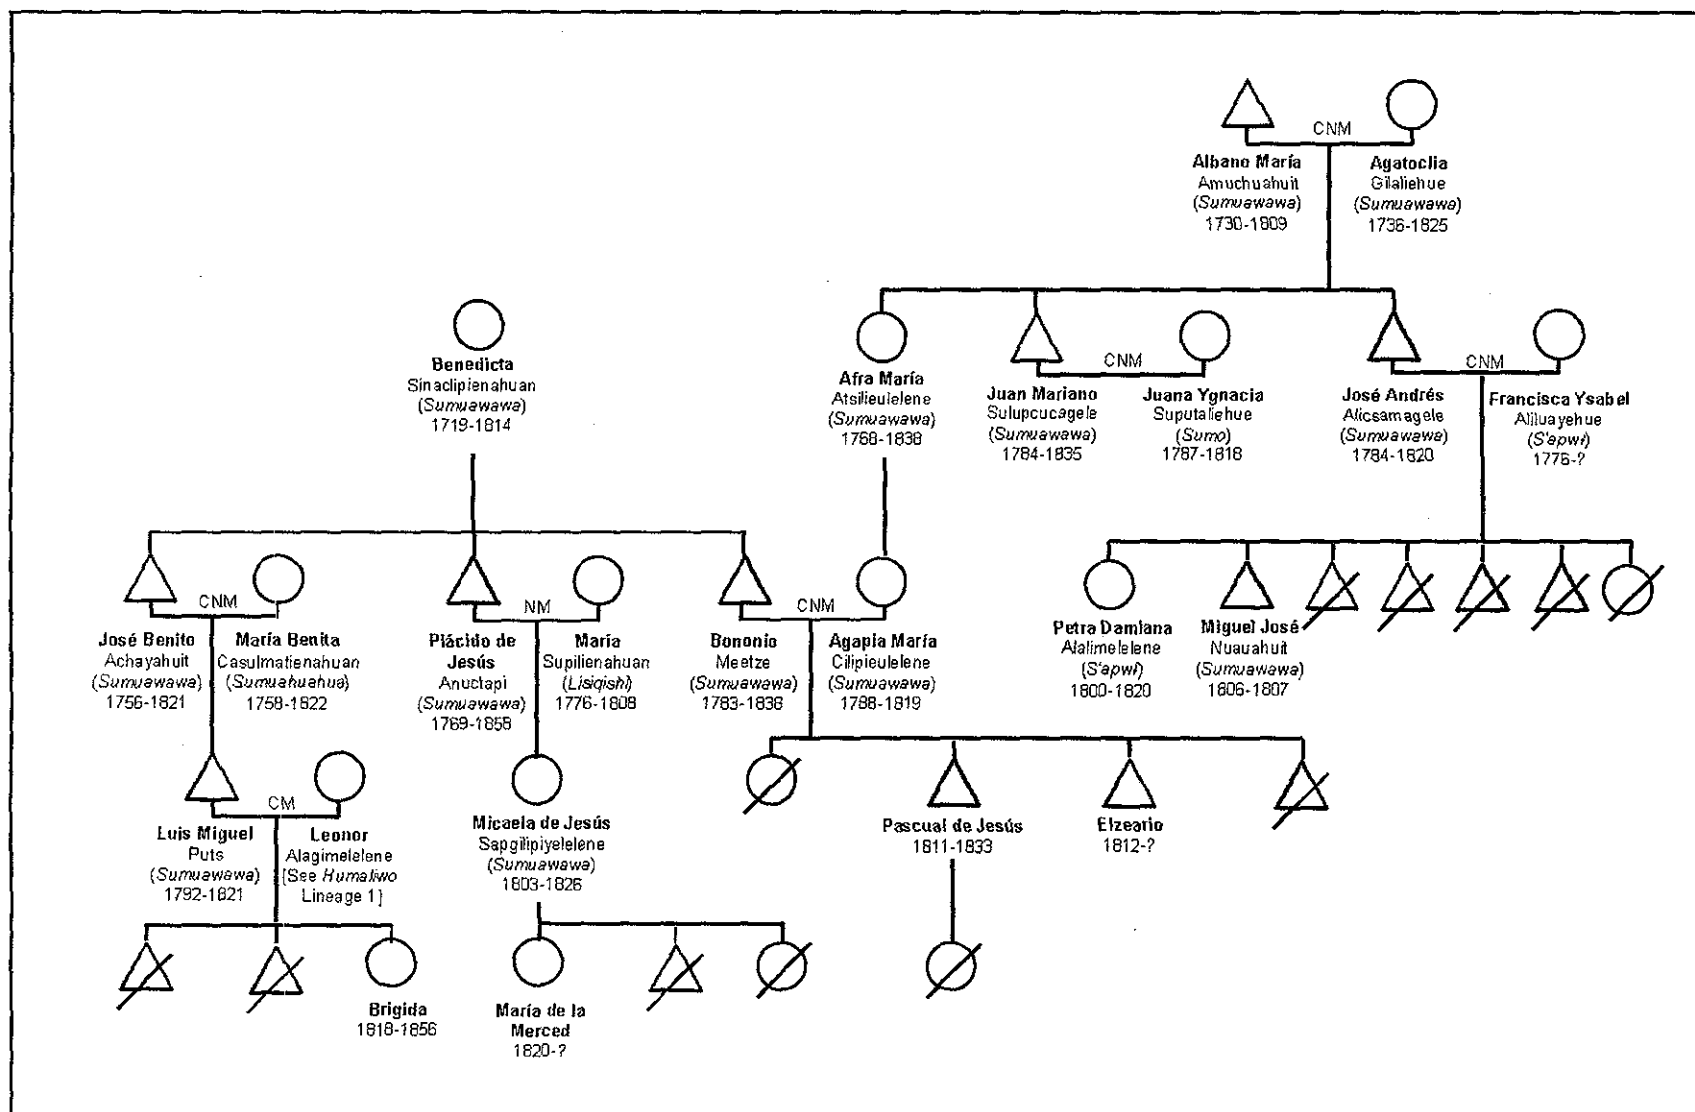 CNM
Albano María
Amuchuahuit
(Sumuawawa)
1730-1809
Agatoclia
Gilaliehue
(Sumuawawa)
1736-1825
Benedicta
Sinaclipienahuan
(Sumuawawa)
1719-1814
Afra María
Atsilieulelene
(Sumuawawa)
1768-1838
CNM
Juan Mariano
Sulupcucagele
(Sumuawawa)
1784-1835
Juana Ygnacia
Suputaliehue
(Sumo)
1787-1818
CNM
José Andrés
Alicsamagele
(Sumuawawa)
1784-1820
Francisca Ysabel
Aliluayehue
(S'apwi)
1776-?
CNM
José Benito
Achayahuit
(Sumuawawa)
1756-1821
María Benita
Casulmatienahuan
(Sumuahuahua)
1758-1822
NM
Plácido de
Jesús
Anuctapi
(Sumuawawa)
1769-1858
María
Supilienahuan
(Lisiqishi)
1776-1808
CNM
Bononio
Meetze
(Sumuawawa)
1783-1838
Agapia María
Cilipieulelene
(Sumuawawa)
1788-1819
Petra Damiana
Alalimelelene
(S'apwi)
1800-1820
Miguel José
Nuauahuit
(Sumuawawa)
1806-1807
CM
Luis Miguel
Puts
(Sumuawawa)
1792-1821
Leonor
Alagimelelene
[See Humaliwo
Lineage 1]
Micaela de Jesús
Sapgilipiyelelene
(Sumuawawa)
1803-1826
Pascual de Jesús
1811-1833
Elzeario
1812-?
Brigida
1818-1856
María de la
Merced
1820-?